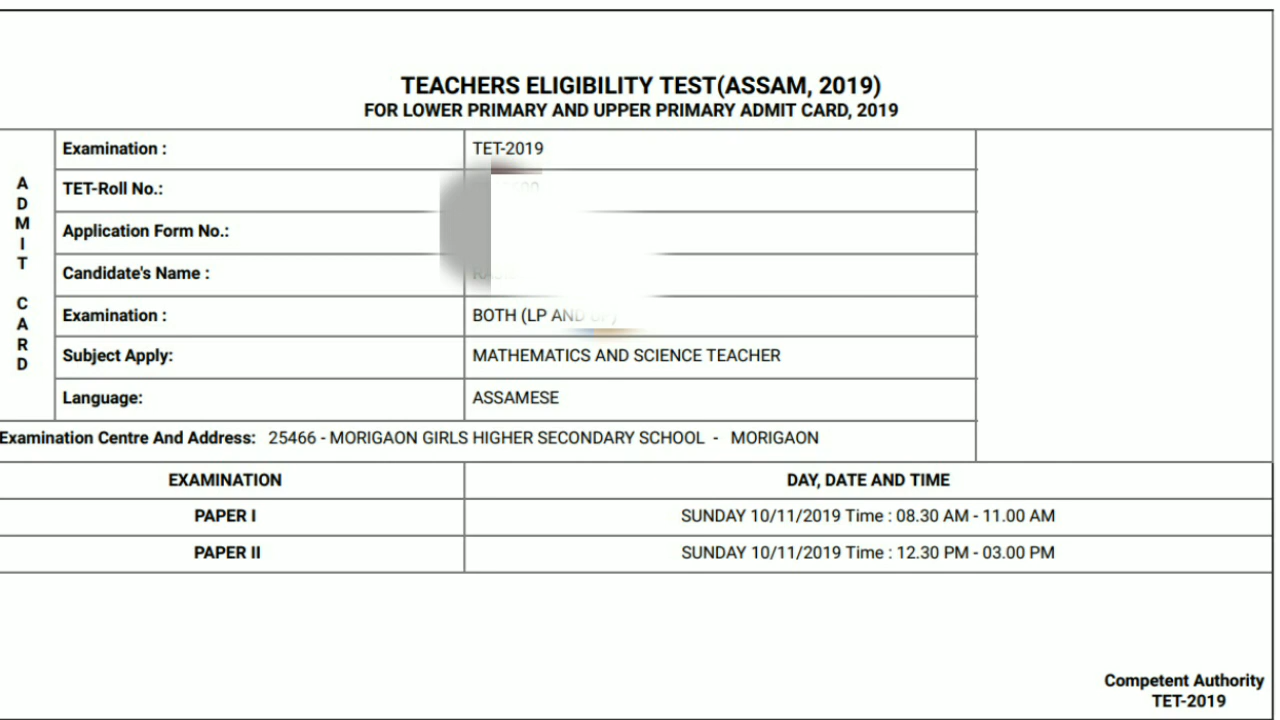 TEACHERS ELIGIBILITY TEST(ASSAM, 2019)
FOR LOWER PRIMARY AND UPPER PRIMARY ADMIT CARD, 2019
ADMIT CARD
Examination : TET-2019
TET-Roll No.:
Application Form No.:
Candidate's Name :
Examination : BOTH (LP AND UP)
Subject Apply: MATHEMATICS AND SCIENCE TEACHER
Language: ASSAMESE
Examination Centre And Address: 25466 - MORIGAON GIRLS HIGHER SECONDARY SCHOOL - MORIGAON
EXAMINATION DAY, DATE AND TIME
PAPER I SUNDAY 10/11/2019 Time : 08.30 AM - 11.00 AM
PAPER II SUNDAY 10/11/2019 Time : 12.30 PM - 03.00 PM
Competent Authority
TET-2019